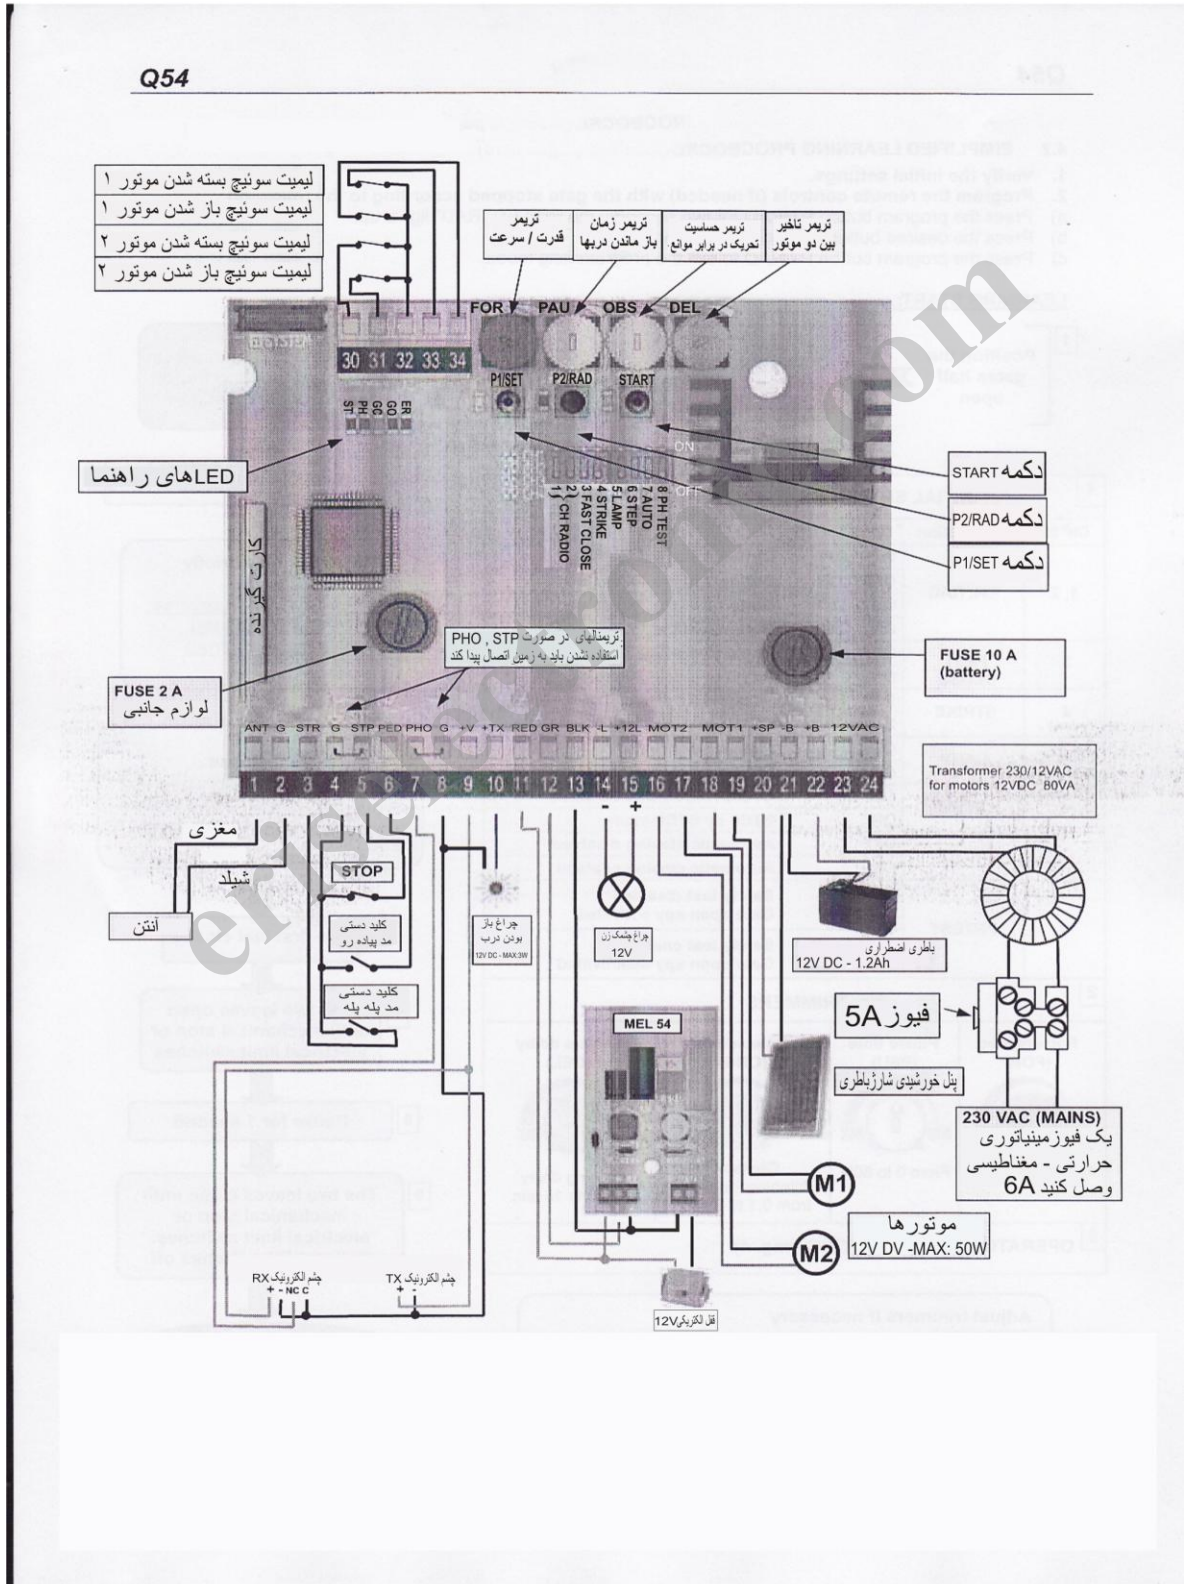 Q54
لیمیت سوئیچ بسته شدن موتور ۱
لیمیت سوئیچ باز شدن موتور ۱
لیمیت سوئیچ بسته شدن موتور ۲
لیمیت سوئیچ باز شدن موتور ۲
تریمر
قدرت / سرعت
تریمر زمان
باز ماندن دربها
تریمر حساسیت
تحریک در برابر موانع
تریمر تاخیر
بین دو موتور
FOR PAU OBS DEL
30 31 32 33 34
P1/SET P2/RAD START
ST PH GC GO ER
LEDهای راهنما
ON
OFF
1 } CH RADIO
2 }
3 FAST CLOSE
4 STRIKE
5 LAMP
6 STEP
7 AUTO
8 PH TEST
دکمه START
دکمه P2/RAD
دکمه P1/SET
کارت گیرنده
تریمنالهای در صورت PHO , STP
استفاده نشدن باید به زمین اتصال پیدا کند
FUSE 2 A
لوازم جانبی
FUSE 10 A
(battery)
ANT G STR G STP PED PHO G +V +TX RED GR BLK -L +12L MOT2 MOT1 +SP -B +B 12VAC
1 2 3 4 5 6 7 8 9 10 11 12 13 14 15 16 17 18 19 20 21 22 23 24
Transformer 230/12VAC
for motors 12VDC 80VA
- +
مغزی
شیلد
آنتن
STOP
کلید دستی
مد پیاده رو
کلید دستی
مد پله پله
چراغ باز
بودن درب
12V DC - MAX:3W
چراغ چشمک زن
12V
باطری اضطراری
12V DC - 1.2Ah
MEL 54
فیوز 5A
پنل خورشیدی شارژباطری
230 VAC (MAINS)
یک فیوزمینیاتوری
حرارتی - مغناطیسی
وصل کنید 6A
M1
M2
موتورها
12V DV -MAX: 50W
چشم الکترونیک RX
+ - NC C
چشم الکترونیک TX
+ -
قفل الکتریکی12V
eriselectronic.com